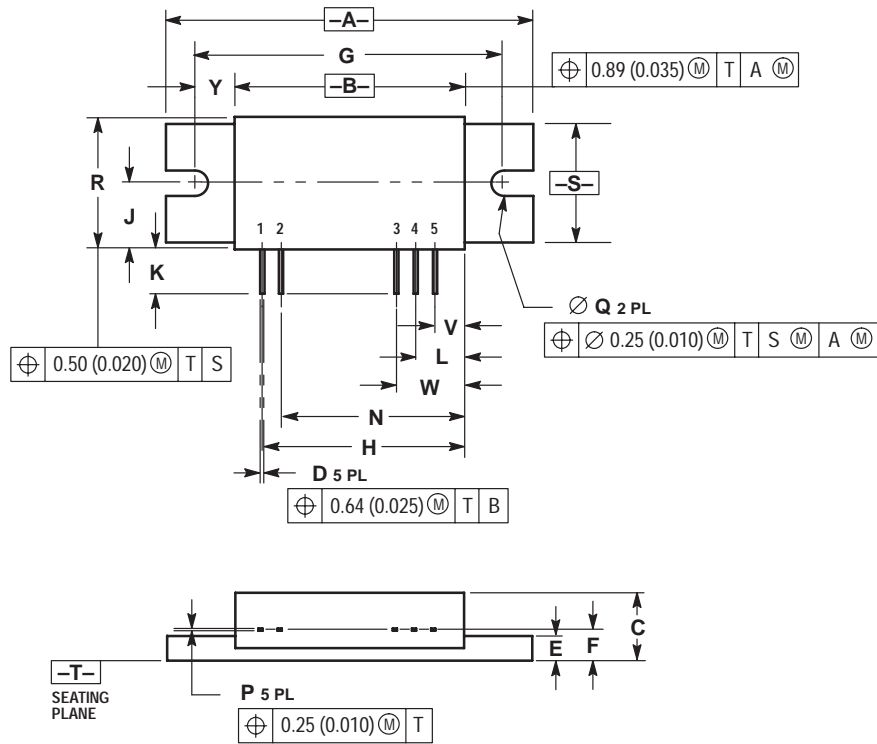 –A–
G
⌖ 0.89 (0.035) Ⓜ T A Ⓜ
Y –B–
R –S–
J
1 2 3 4 5
K
∅ Q 2 PL
V
⌖ ∅ 0.25 (0.010) Ⓜ T S Ⓜ A Ⓜ
L
⌖ 0.50 (0.020) Ⓜ T S
W
N
H
D 5 PL
⌖ 0.64 (0.025) Ⓜ T B
C
E F
–T–
SEATING
PLANE
P 5 PL
⌖ 0.25 (0.010) Ⓜ T